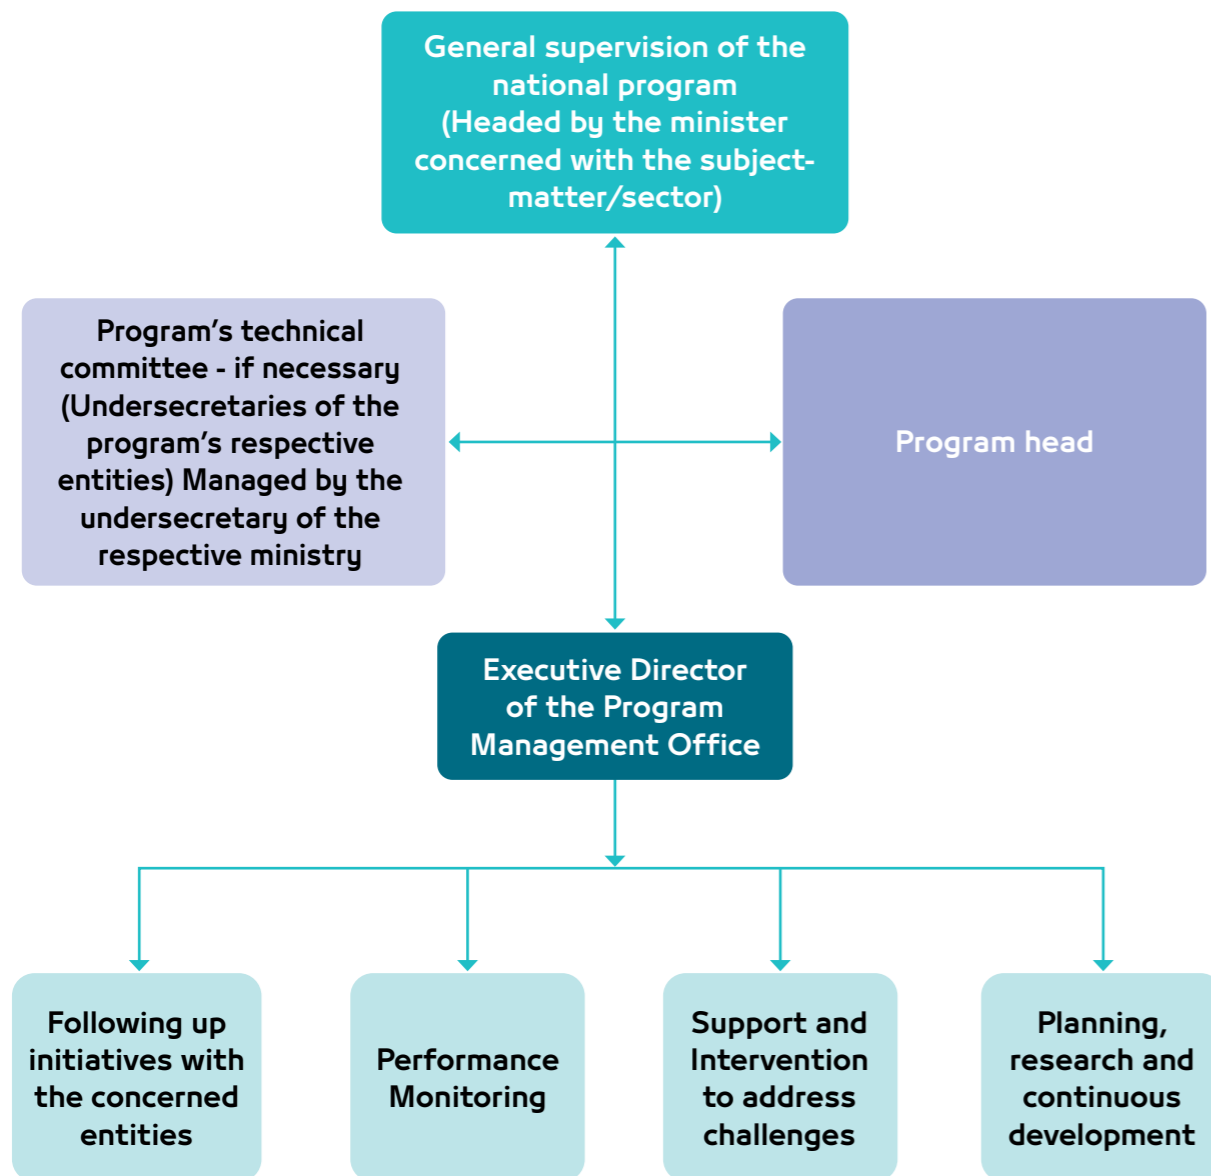 General supervision of the
national program
(Headed by the minister
concerned with the subject-
matter/sector)
Program's technical
committee - if necessary
(Undersecretaries of the
program's respective
entities) Managed by the
undersecretary of the
respective ministry
Program head
Executive Director
of the Program
Management Office
Following up
initiatives with
the concerned
entities
Performance
Monitoring
Support and
Intervention
to address
challenges
Planning,
research and
continuous
development